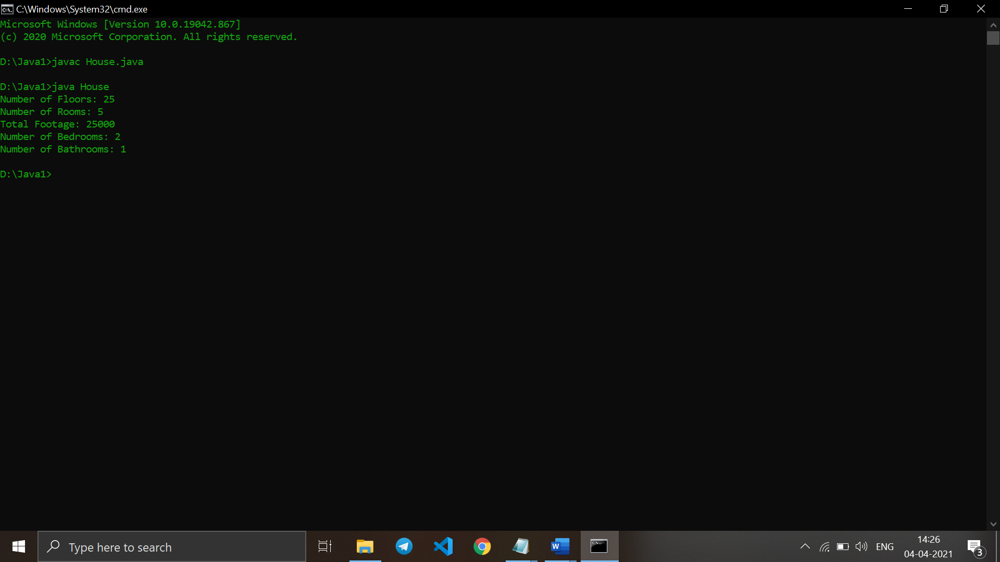 C:\Windows\System32\cmd.exe
Microsoft Windows [Version 10.0.19042.867]
(c) 2020 Microsoft Corporation. All rights reserved.
D:\Java1>javac House.java
D:\Java1>java House
Number of Floors: 25
Number of Rooms: 5
Total Footage: 25000
Number of Bedrooms: 2
Number of Bathrooms: 1
D:\Java1>
Type here to search
ENG
14:26
04-04-2021
3